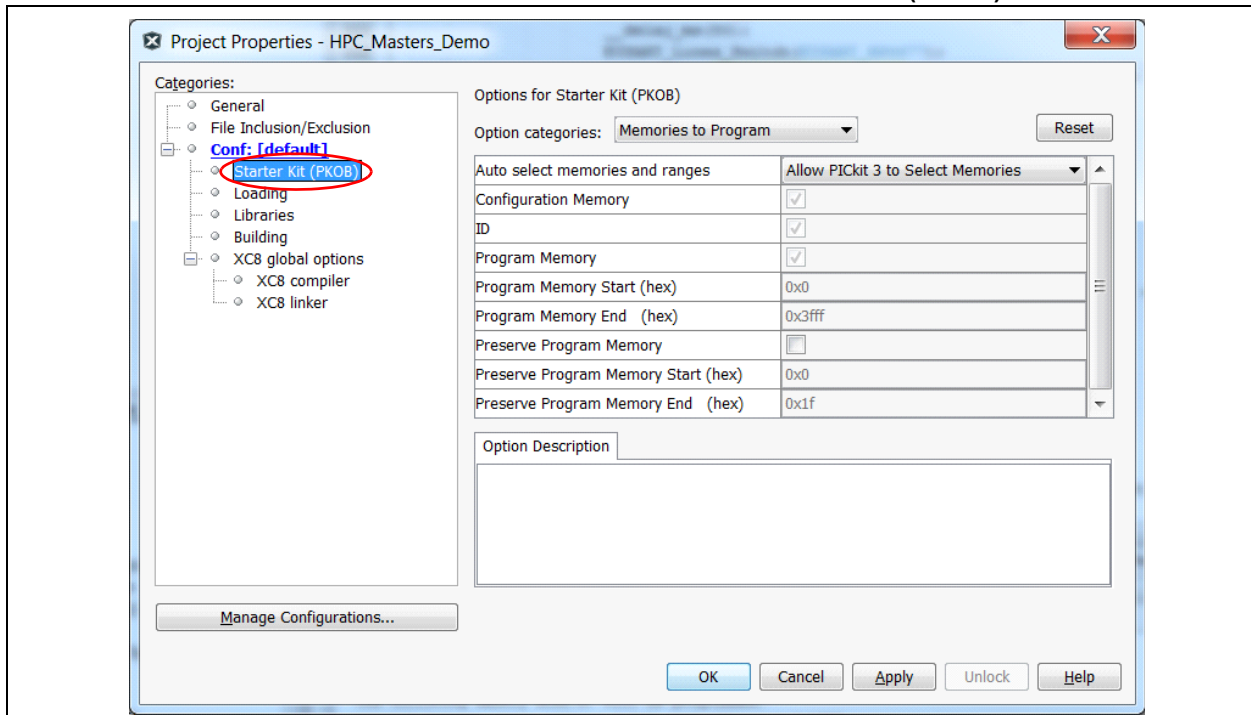 Project Properties - HPC_Masters_Demo
X
Categories:
General
File Inclusion/Exclusion
Conf: [default]
Starter Kit (PKOB)
Loading
Libraries
Building
XC8 global options
XC8 compiler
XC8 linker
Manage Configurations...
Options for Starter Kit (PKOB)
Option categories: Memories to Program
Reset
Auto select memories and ranges Allow PICkit 3 to Select Memories
Configuration Memory
ID
Program Memory
Program Memory Start (hex) 0x0
Program Memory End (hex) 0x3fff
Preserve Program Memory
Preserve Program Memory Start (hex) 0x0
Preserve Program Memory End (hex) 0x1f
Option Description
OK Cancel Apply Unlock Help